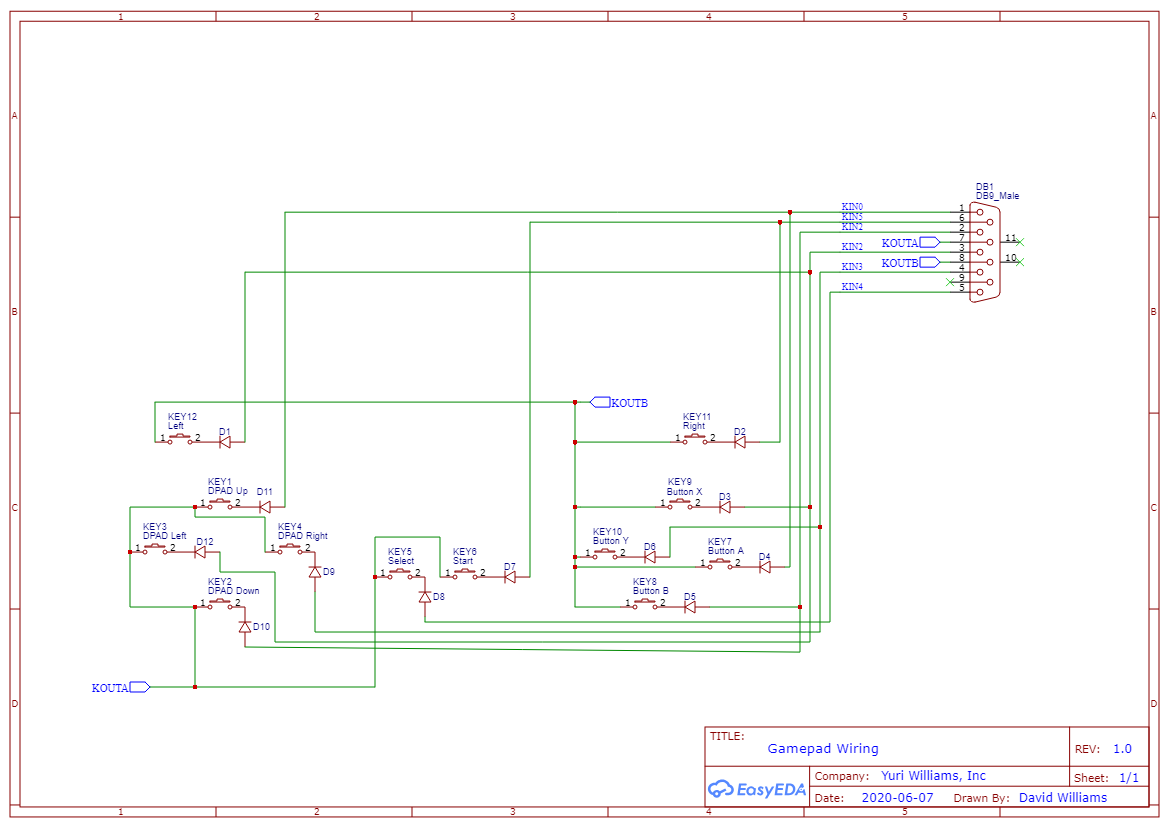 1 2 3 4 5
A A
B B
C C
D D
1 2 3 4 5
DB1
DB9_Male
KIN0 1
KIN5 6
KIN2 2
KOUTA 7 11
KIN2 3
KOUTB 8 10
KIN3 4
9
KIN4 5
KOUTB
KEY12
Left
1 2 D1
KEY11
Right
1 2 D2
KEY1
DPAD Up
1 2 D11
KEY9
Button X
1 2 D3
KEY3
DPAD Left
1 2 D12
KEY4
DPAD Right
1 2
D9
KEY10
Button Y
1 2 D6
KEY7
Button A
1 2 D4
KEY5
Select
1 2
D8
KEY6
Start
1 2 D7
KEY2
DPAD Down
1 2
D10
KEY8
Button B
1 2 D5
KOUTA
TITLE:
Gamepad Wiring
REV: 1.0
EasyEDA
Company: Yuri Williams, Inc
Sheet: 1/1
Date: 2020-06-07 Drawn By: David Williams